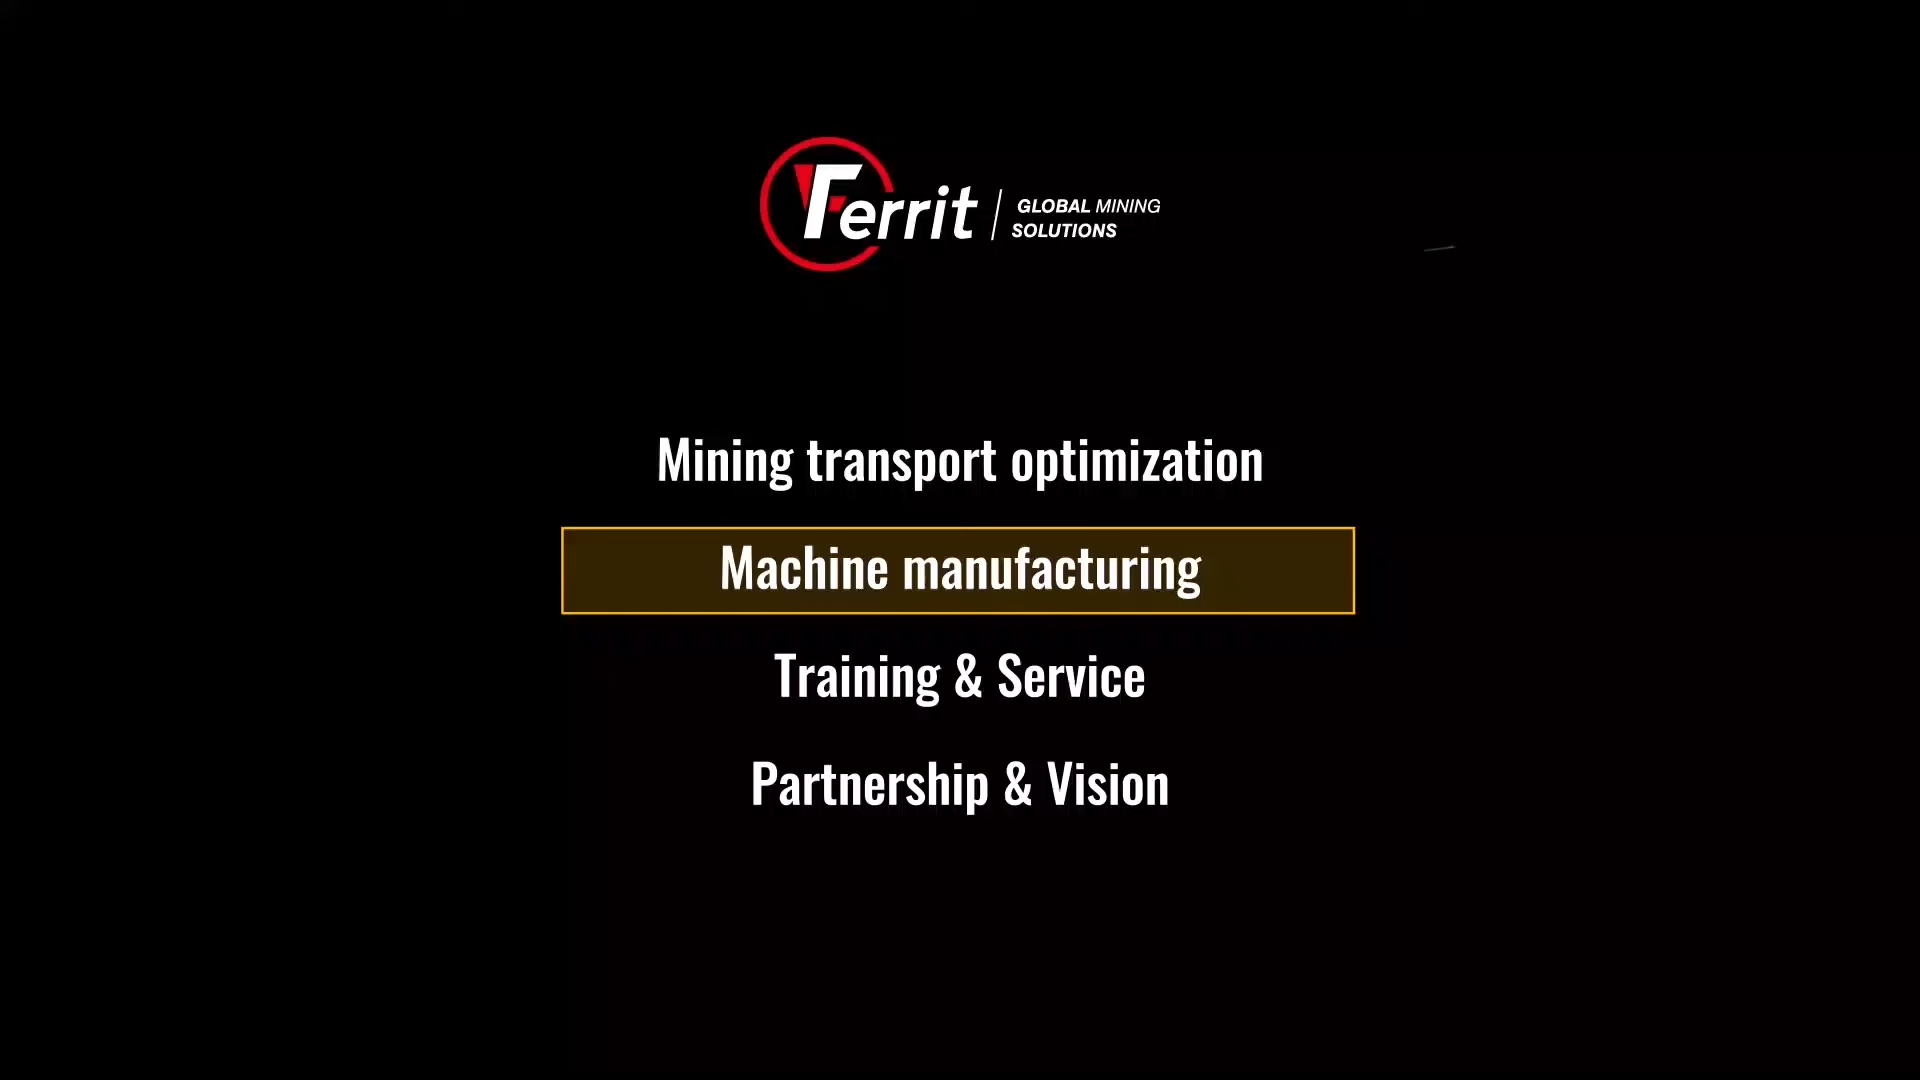 Ferrit
GLOBAL MINING
SOLUTIONS
Mining transport optimization
Machine manufacturing
Training & Service
Partnership & Vision